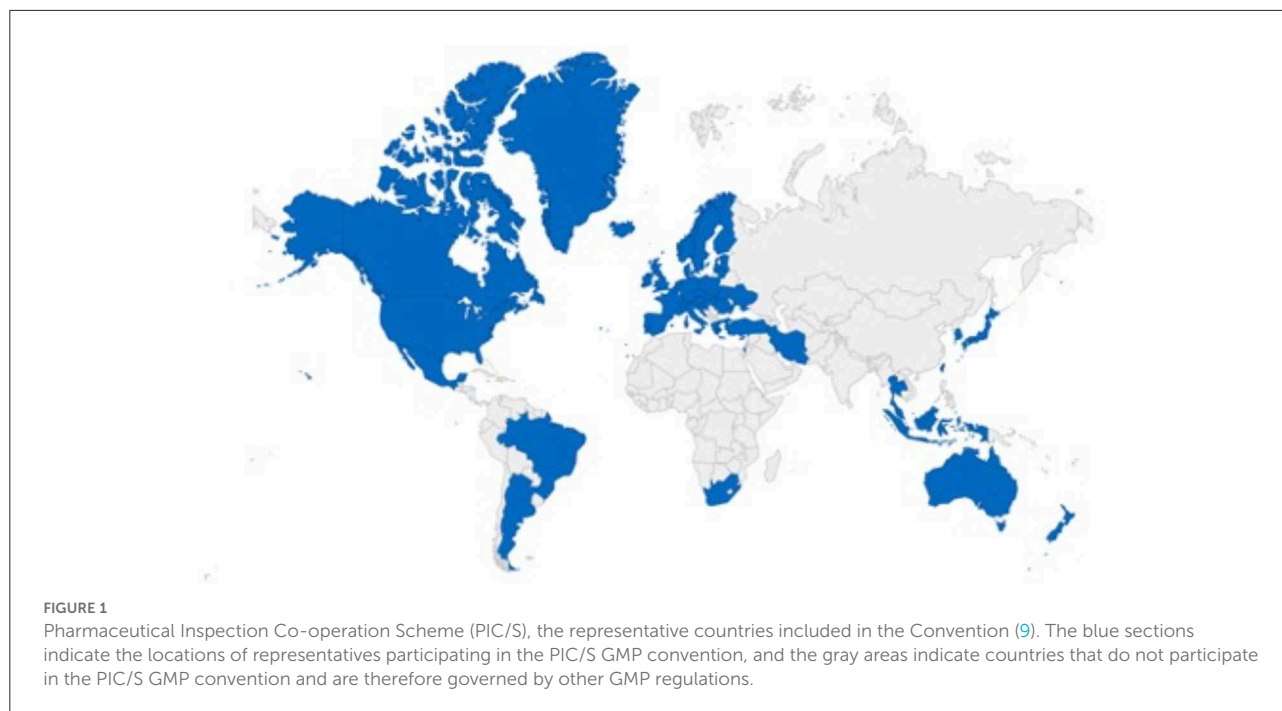 FIGURE 1
Pharmaceutical Inspection Co-operation Scheme (PIC/S), the representative countries included in the Convention (9). The blue sections
indicate the locations of representatives participating in the PIC/S GMP convention, and the gray areas indicate countries that do not participate
in the PIC/S GMP convention and are therefore governed by other GMP regulations.